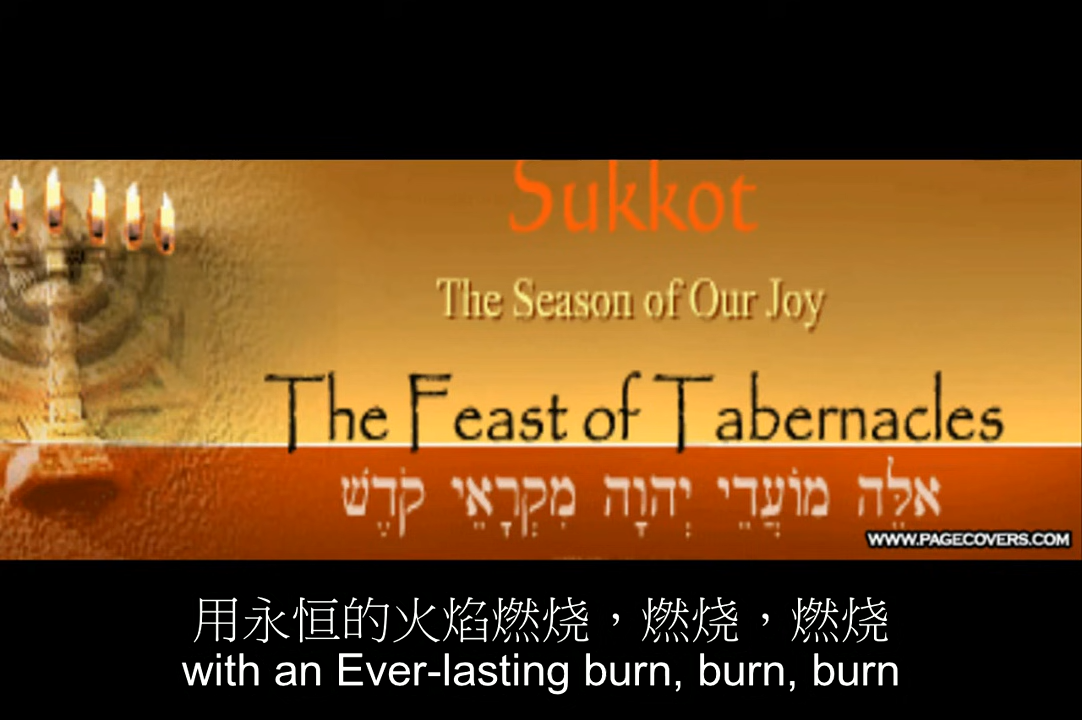 Sukkot
The Season of Our Joy
The Feast of Tabernacles
אלֵּה מוֹעֲדֵי יְהוָה מִקְרָאֵי קֹדֶשׁ
WWW.PAGECOVERS.COM
用永恒的火焰燃烧，燃烧，燃烧
with an Ever-lasting burn, burn, burn